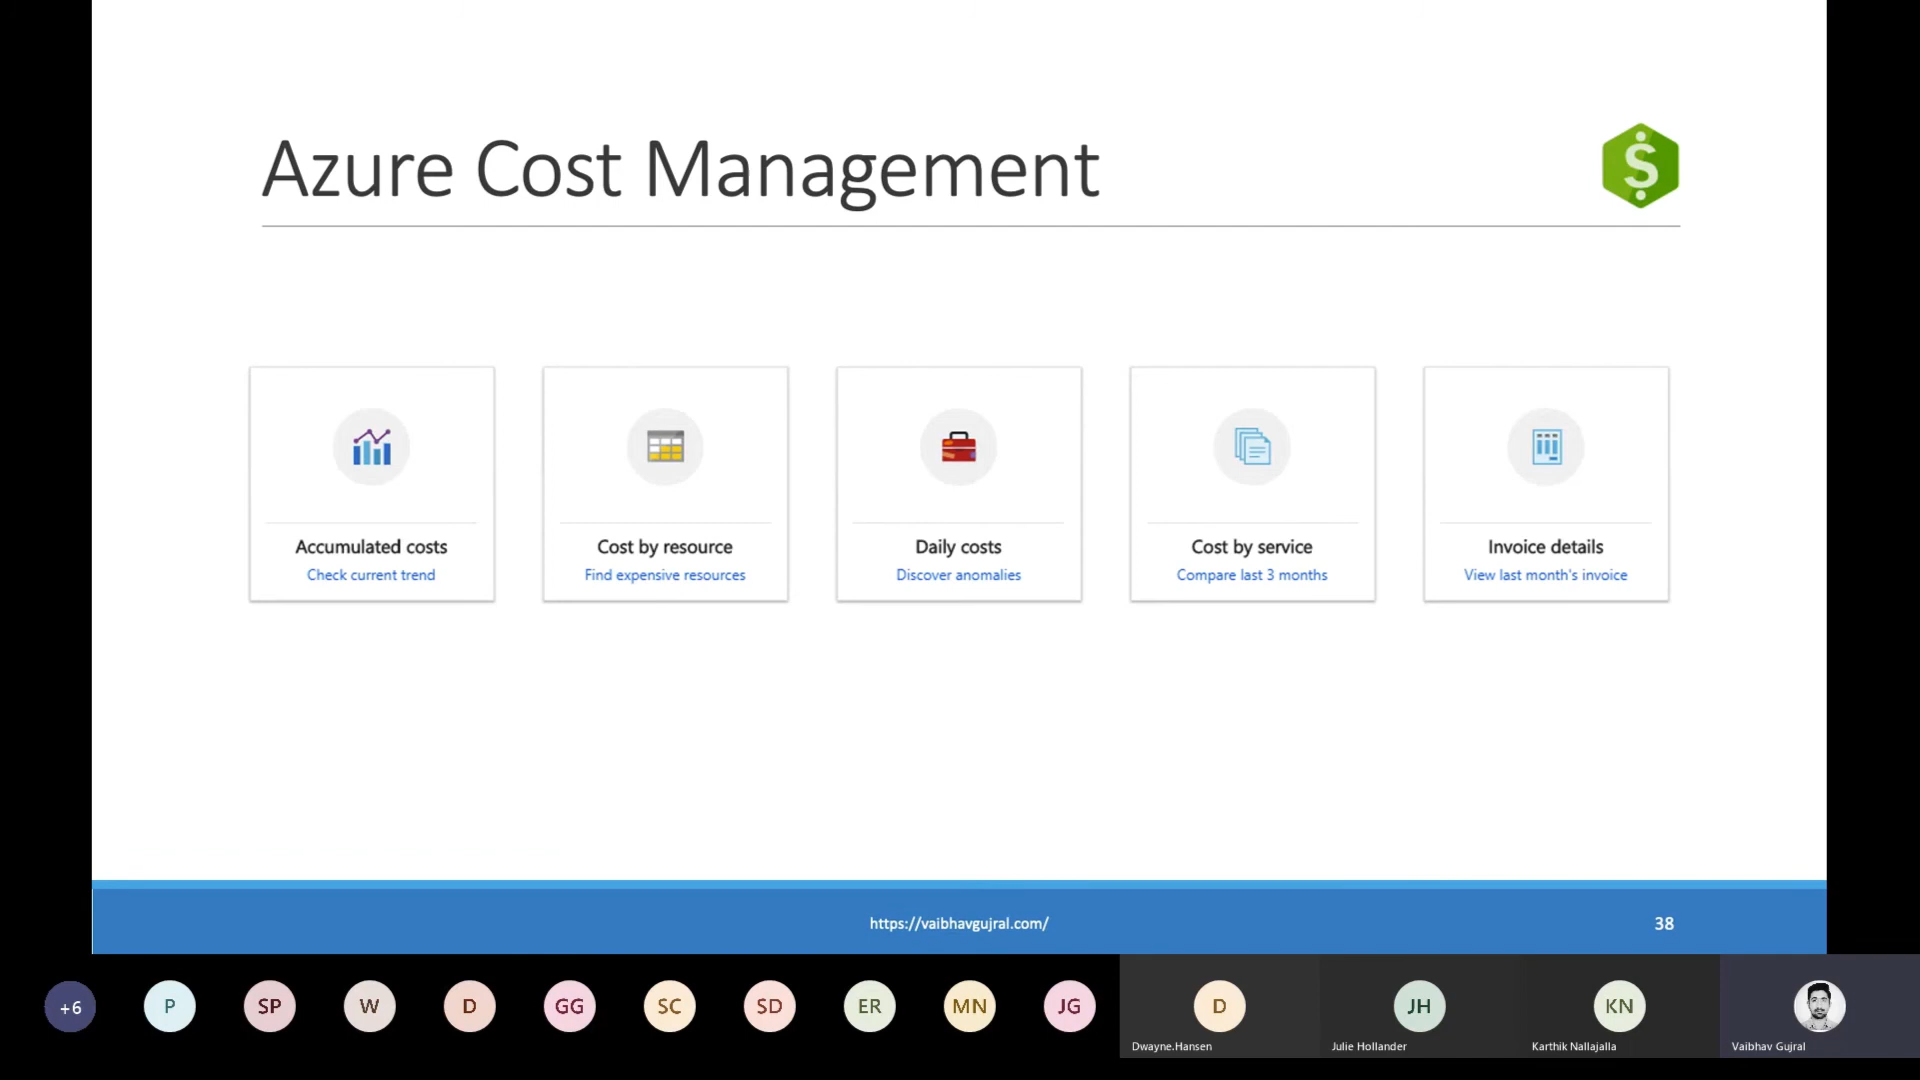 Azure Cost Management
$
Accumulated costs
Check current trend
Cost by resource
Find expensive resources
Daily costs
Discover anomalies
Cost by service
Compare last 3 months
Invoice details
View last month's invoice
https://vaibhavgujral.com/
38
+6
P
SP
W
D
GG
SC
SD
ER
MN
JG
D
Dwayne.Hansen
JH
Julie Hollander
KN
Karthik Nallajalla
Vaibhav Gujral